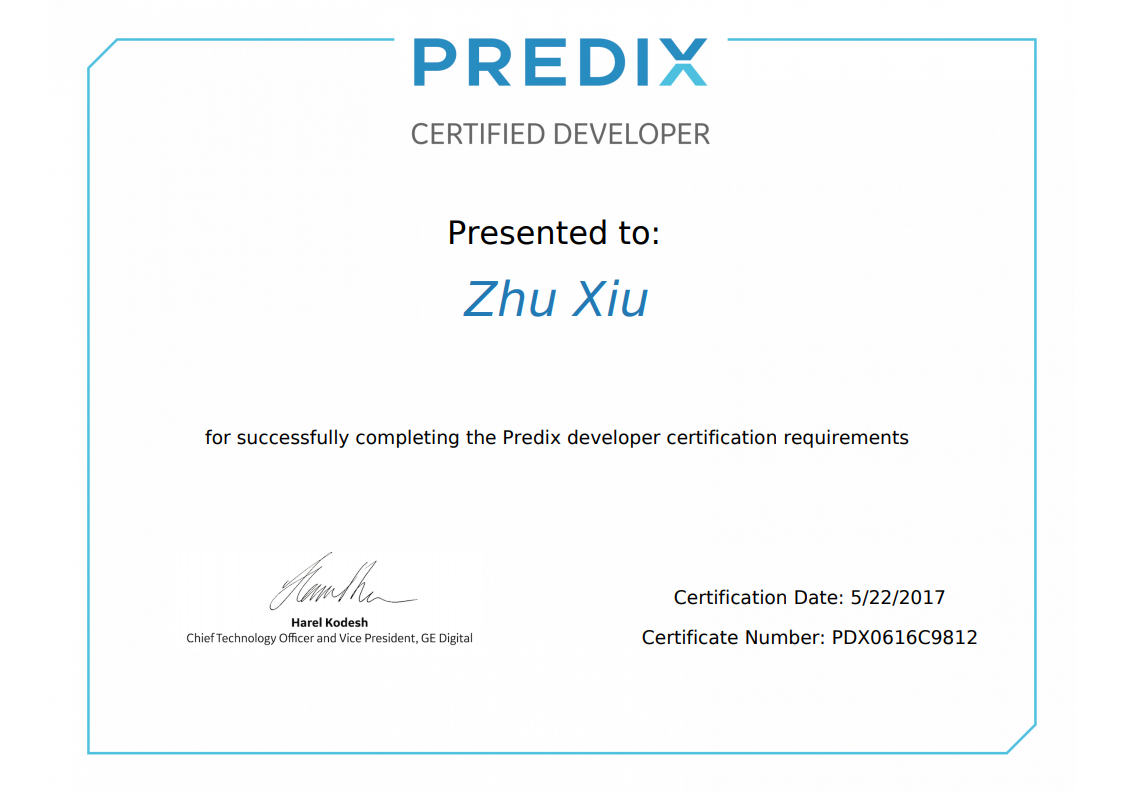 PREDIX
CERTIFIED DEVELOPER
Presented to:
Zhu Xiu
for successfully completing the Predix developer certification requirements
Harel Kodesh
Chief Technology Officer and Vice President, GE Digital
Certification Date: 5/22/2017
Certificate Number: PDX0616C9812